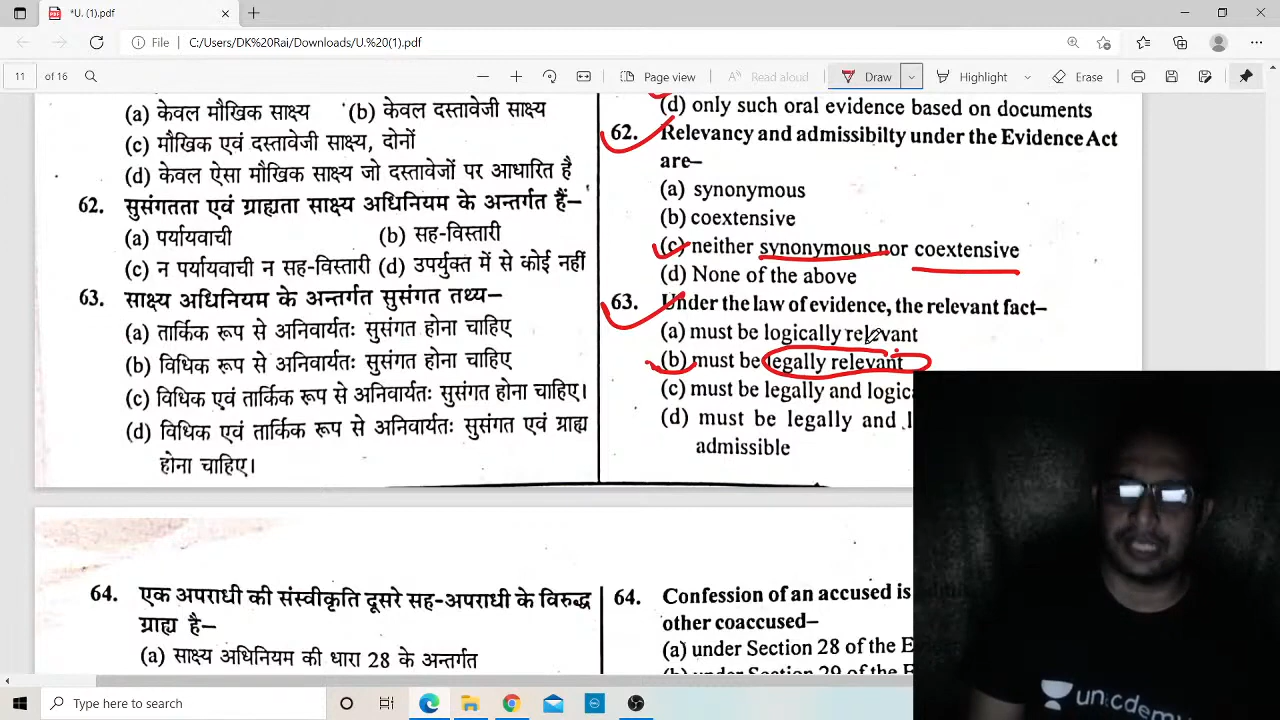 *U. (1).pdf
File
C:/Users/DK%20Rai/Downloads/U.%20(1).pdf
11 of 16
Page view
Read aloud
Draw
Highlight
Erase
(a) केवल मौखिक साक्ष्य (b) केवल दस्तावेजी साक्ष्य
(c) मौखिक एवं दस्तावेजी साक्ष्य, दोनों
(d) केवल ऐसा मौखिक साक्ष्य जो दस्तावेजों पर आधारित है
62. सुसंगतता एवं ग्राह्यता साक्ष्य अधिनियम के अन्तर्गत हैं–
(a) पर्यायवाची (b) सह-विस्तारी
(c) न पर्यायवाची न सह-विस्तारी (d) उपर्युक्त में से कोई नहीं
63. साक्ष्य अधिनियम के अन्तर्गत सुसंगत तथ्य–
(a) तार्किक रूप से अनिवार्यतः सुसंगत होना चाहिए
(b) विधिक रूप से अनिवार्यतः सुसंगत होना चाहिए
(c) विधिक एवं तार्किक रूप से अनिवार्यतः सुसंगत होना चाहिए।
(d) विधिक एवं तार्किक रूप से अनिवार्यतः सुसंगत एवं ग्राह्य
होना चाहिए।
(d) only such oral evidence based on documents
62. Relevancy and admissibilty under the Evidence Act
are–
(a) synonymous
(b) coextensive
(c) neither synonymous nor coextensive
(d) None of the above
63. Under the law of evidence, the relevant fact–
(a) must be logically relevant
(b) must be legally relevant
(c) must be legally and logic
(d) must be legally and
admissible
64. एक अपराधी की संस्वीकृति दूसरे सह-अपराधी के विरुद्ध
ग्राह्य है–
(a) साक्ष्य अधिनियम की धारा 28 के अन्तर्गत
64. Confession of an accused is
other coaccused–
(a) under Section 28 of the
(b) under Section 29 of the
Type here to search